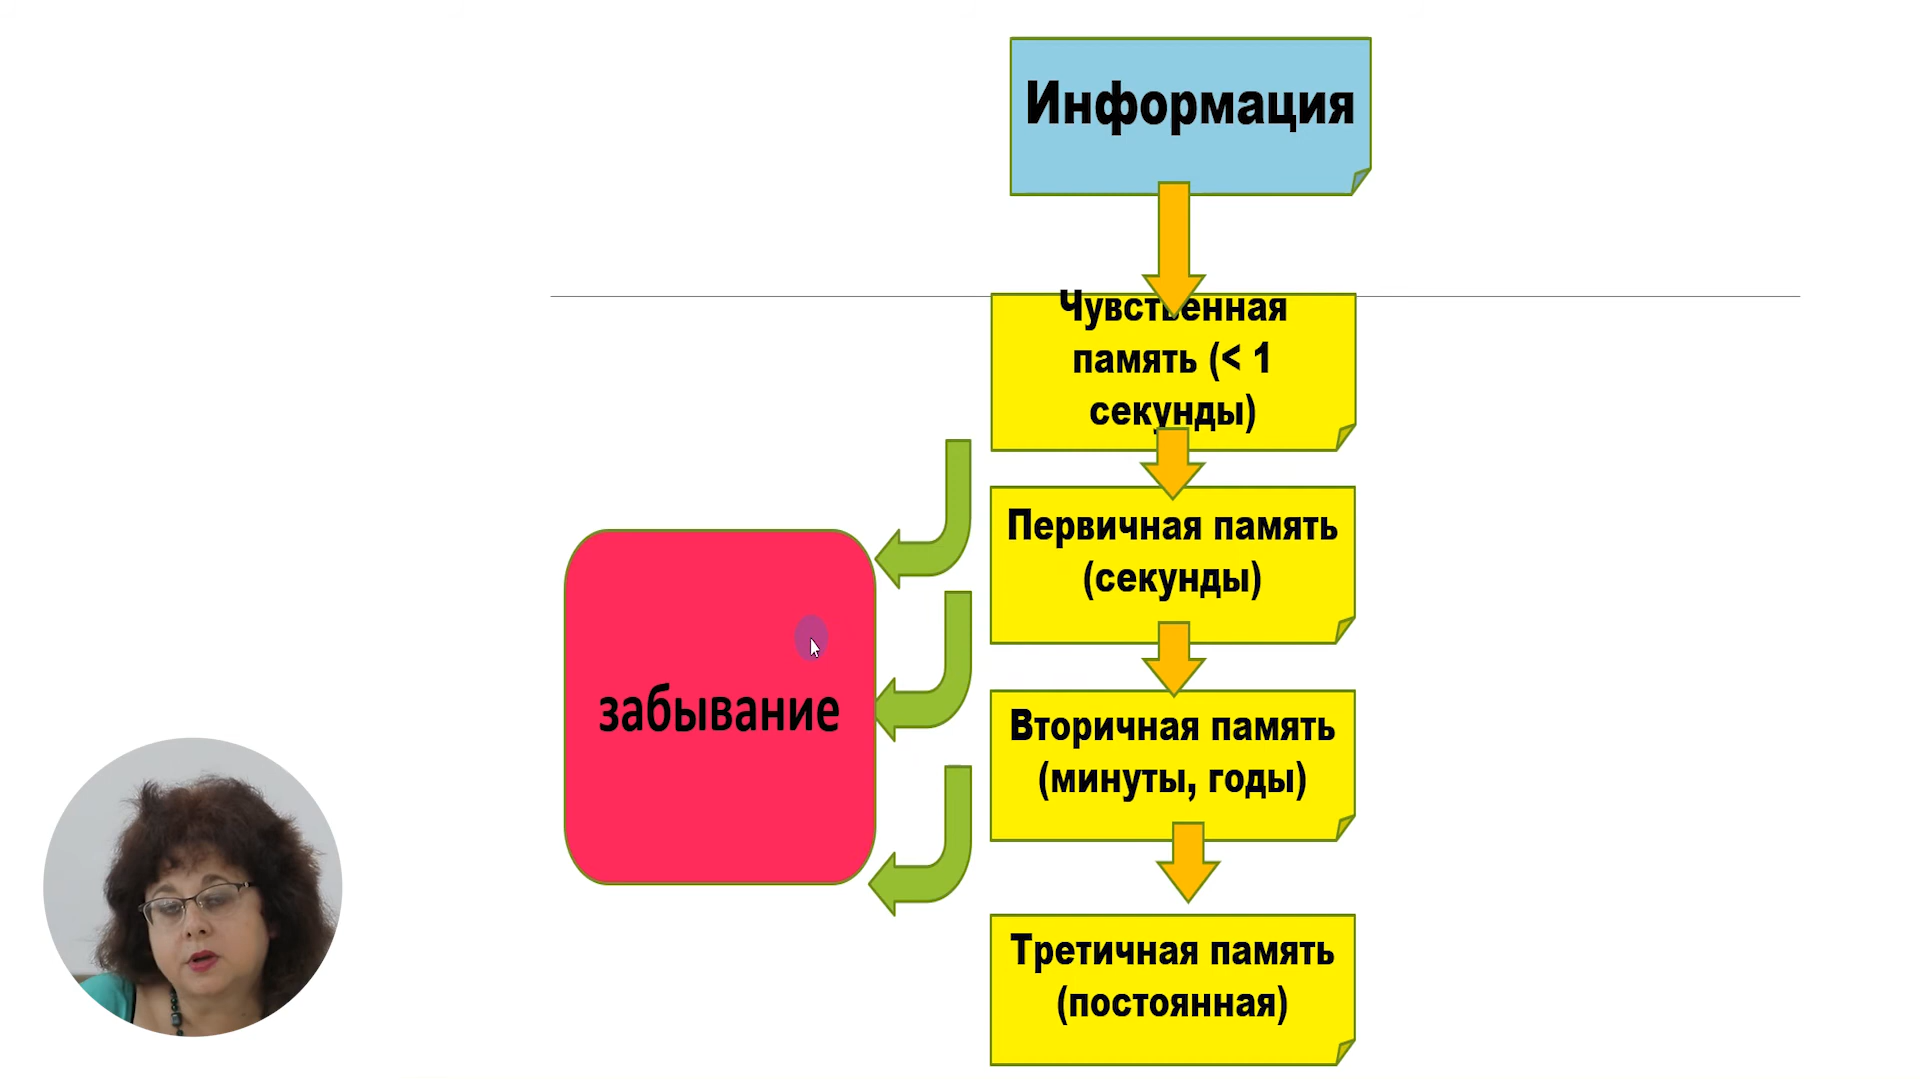 Информация
Чувственная
память (< 1
секунды)
Первичная память
(секунды)
забывание
Вторичная память
(минуты, годы)
Третичная память
(постоянная)